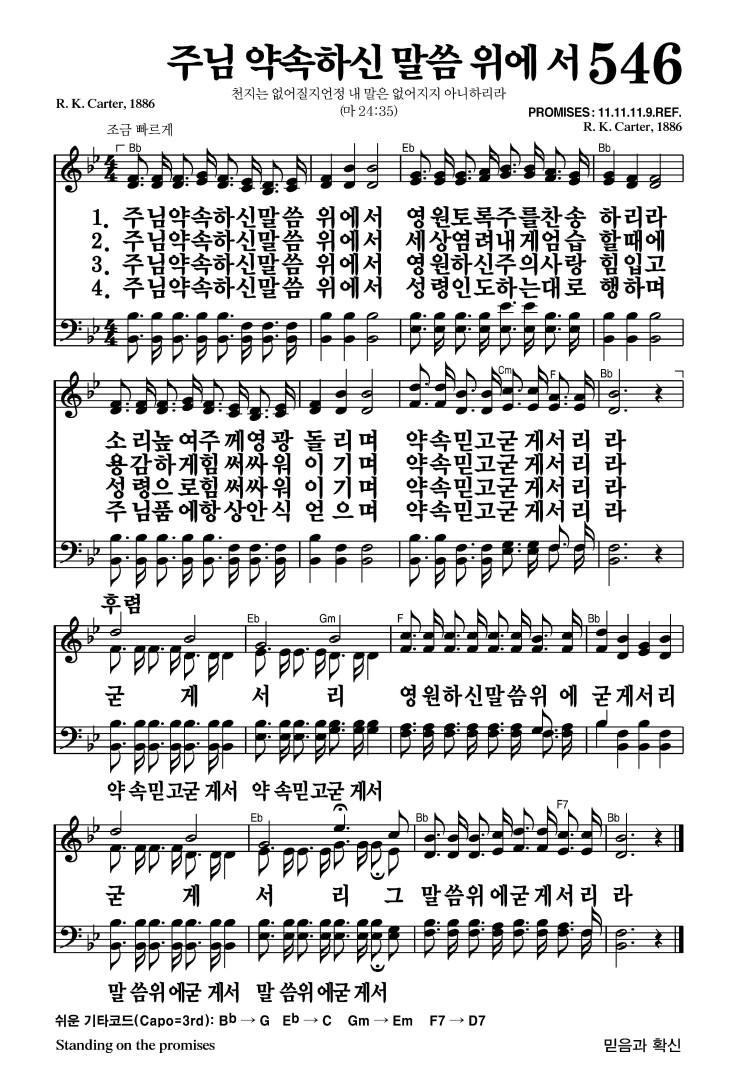 주님 약속하신 말씀 위에 서 546
천지는 없어질지언정 내 말은 없어지지 아니하리라
(마 24:35)
R. K. Carter, 1886
PROMISES: 11.11.11.9.REF.
R. K. Carter, 1886
조금 빠르게
Bb Eb Bb
1. 주님약속하신말씀 위에서 영원토록주를찬송 하리라
2. 주님약속하신말씀 위에서 세상염려내게엄습 할때에
3. 주님약속하신말씀 위에서 영원하신주의사랑 힘입고
4. 주님약속하신말씀 위에서 성령인도하는대로 행하며
Cm F Bb
소리높여주께영광 돌리며 약속믿고굳게서리라
용감하게힘써싸워 이기며 약속믿고굳게서리라
성령으로힘써싸워 이기며 약속믿고굳게서리라
주님품에항상안식 얻으며 약속믿고굳게서리라
후렴
Eb Gm F Bb
굳 게 서 리 영원하신말씀위에 굳게서리
약속믿고굳게서 약속믿고굳게서
Eb Bb F7 Bb
굳 게 서 리 그 말씀위에굳게서리라
말씀위에굳게서 말씀위에굳게서
쉬운 기타코드(Capo=3rd): Bb → G Eb → C Gm → Em F7 → D7
Standing on the promises 믿음과 확신